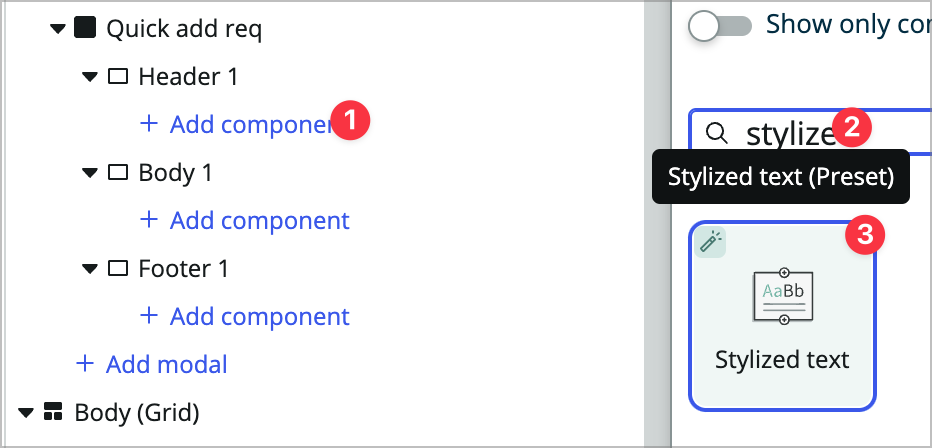 Quick add req
Header 1
+ Add componen
1
Body 1
+ Add component
Footer 1
+ Add component
+ Add modal
Body (Grid)
Show only con
stylize
2
Stylized text (Preset)
3
AaBb
Stylized text